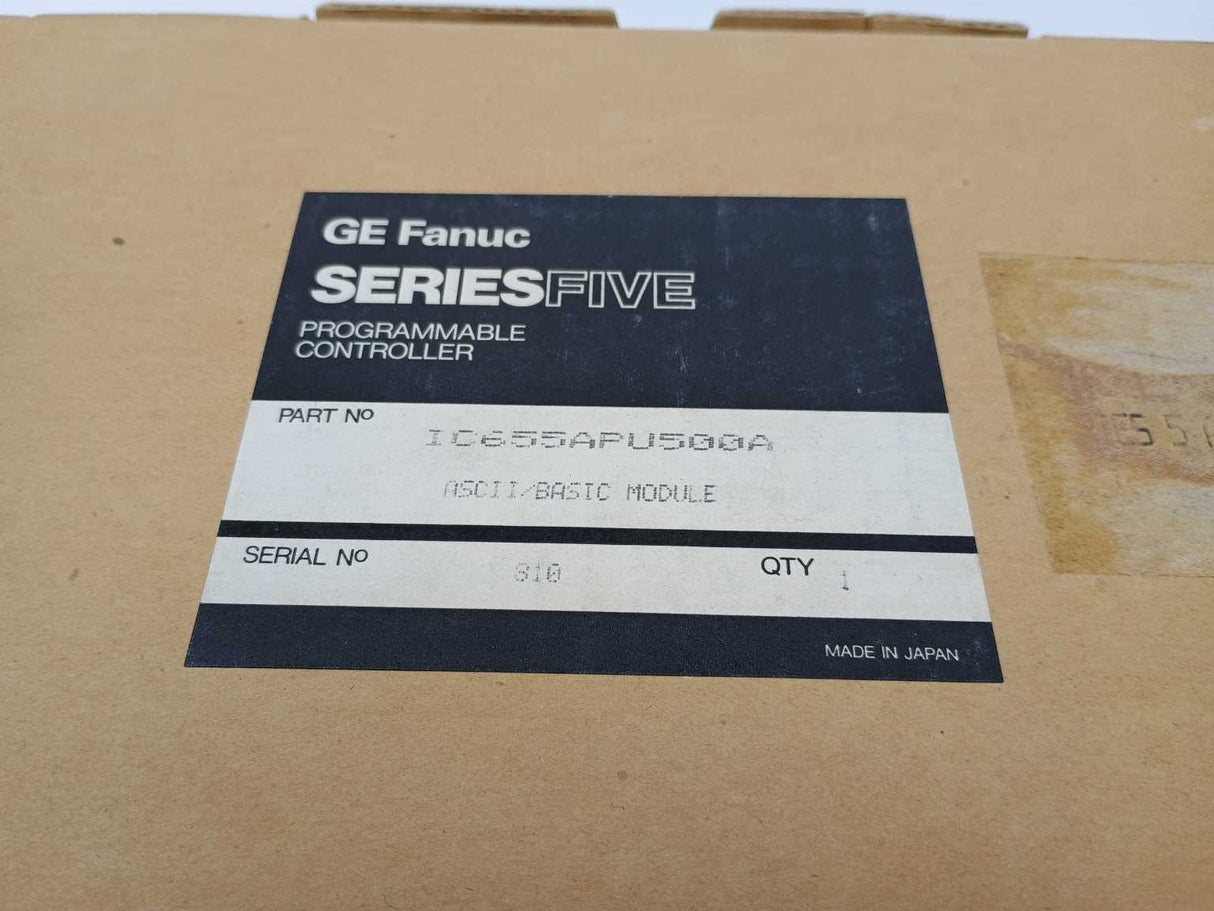 GE Fanuc
SERIESFIVE
PROGRAMMABLE
CONTROLLER
PART Nº
IC655APU500A
ASCII/BASIC MODULE
SERIAL Nº 810 QTY 1
MADE IN JAPAN